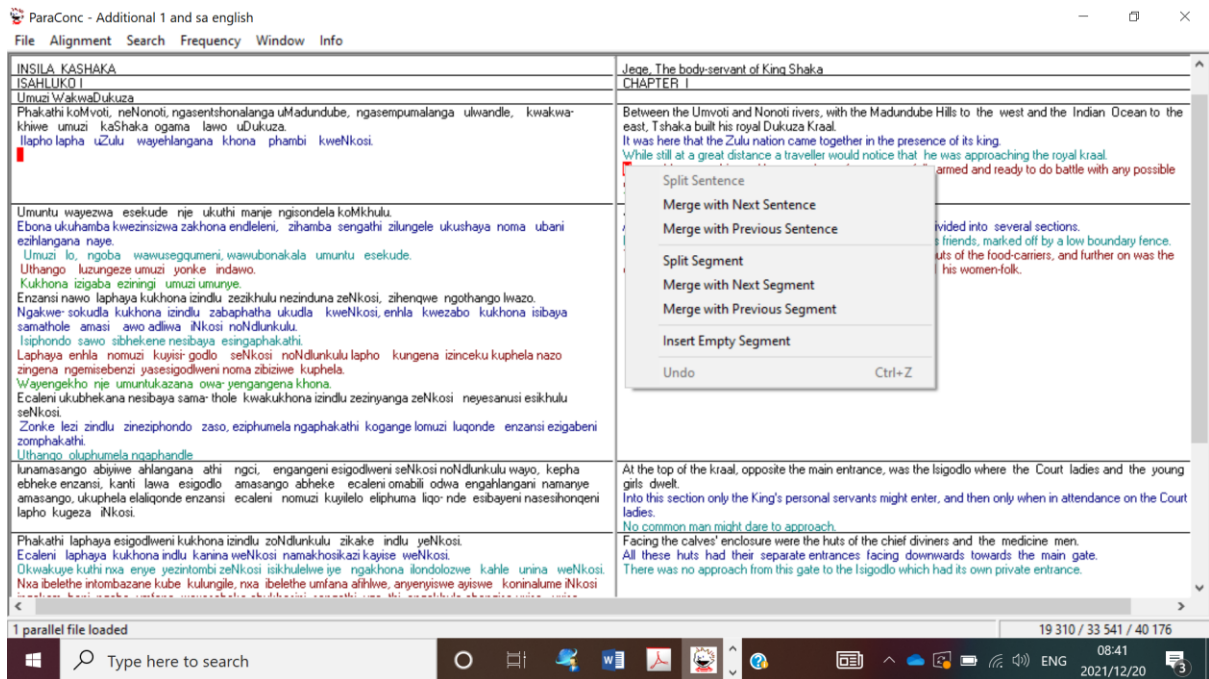 ParaConc - Additional 1 and sa english
File Alignment Search Frequency Window Info
INSILA KASHAKA
ISAHLUKO I
Umuzi WakwaDukuza
Phakathi koMvoti, neNonoti, ngasentshonalanga uMadundube, ngasempumalanga ulwandle, kwakwa-
khiwe umuzi kaShaka ogama lawo uDukuza.
Ilapho lapha uZulu wayehlangana khona phambi kweNkosi.
Umuntu wayezwa esekude nje ukuthi manje ngisondela koMkhulu.
Ebona ukuhamba kwezinsizwa zakhona endleleni, zihamba sengathi zilungele ukushaya noma ubani
ezihlangana naye.
Umuzi lo, ngoba wawusegqumeni, wawubonakala umuntu esekude.
Uthango luzungeze umuzi yonke indawo.
Kukhona izigaba eziningi umuzi umunye.
Enzansi nawo laphaya kukhona izindlu zezikhulu nezinduna zeNkosi, zihenqwe ngothango lwazo.
Ngakwe- sokudla kukhona izindlu zabaphatha ukudla kweNkosi, enhla kwezabo kukhona isibaya
samathole amasi awo adliwa iNkosi noNdlunkulu.
Isiphondo sawo sibhekene nesibaya esingaphakathi.
Laphaya enhla nomuzi kuyisi- godlo seNkosi noNdlunkulu lapho kungena izinceku kuphela nazo
zingena ngemisebenzi yasesigodlweni noma zibiziwe kuphela.
Wayengekho nje umuntukazana owa- yengangena khona.
Ecaleni ukubhekana nesibaya sama- thole kwakukhona izindlu zezinyanga zeNkosi neyesanusi esikhulu
seNkosi.
Zonke lezi zindlu zineziphondo zaso, eziphumela ngaphakathi kogange lomuzi luqonde enzansi ezigabeni
zomphakathi.
Uthango oluphumela ngaphandle
lunamasango abiyiwe ahlangana athi ngci, engangeni esigodlweni seNkosi noNdlunkulu wayo, kepha
ebheke enzansi, kanti lawa esigodlo amasango abheke ecaleni omabili odwa engahlangani namanye
amasango, ukuphela elaliqonde enzansi ecaleni nomuzi kuyilelo eliphuma liqo- nde esibayeni nasesihonqeni
lapho kugeza iNkosi.
Phakathi laphaya esigodlweni kukhona izindlu zoNdlunkulu zikake indlu yeNkosi.
Ecaleni laphaya kukhona indlu kanina weNkosi namakhosikazi kayise weNkosi.
Okwakuye kuthi nxa enye yezintombi zeNkosi isikhulelwe iye ngakhona ilondolozwe kahle unina weNkosi.
Nxa ibelethe intombazane kube kulungile, nxa ibelethe umfana afihlwe, anyenyiswe ayiswe koninalume iNkosi
Jeqe, The body-servant of King Shaka
CHAPTER I
Between the Umvoti and Nonoti rivers, with the Madundube Hills to the west and the Indian Ocean to the
east, Tshaka built his royal Dukuza Kraal.
It was here that the Zulu nation came together in the presence of its king.
While still at a great distance a traveller would notice that he was approaching the royal kraal.
armed and ready to do battle with any possible
ivided into several sections.
friends, marked off by a low boundary fence.
uts of the food-carriers, and further on was the
his women-folk.
Split Sentence
Merge with Next Sentence
Merge with Previous Sentence
Split Segment
Merge with Next Segment
Merge with Previous Segment
Insert Empty Segment
Undo Ctrl+Z
At the top of the kraal, opposite the main entrance, was the Isigodlo where the Court ladies and the young
girls dwelt.
Into this section only the King's personal servants might enter, and then only when in attendance on the Court
ladies.
No common man might dare to approach.
Facing the calves' enclosure were the huts of the chief diviners and the medicine men.
All these huts had their separate entrances facing downwards towards the main gate.
There was no approach from this gate to the Isigodlo which had its own private entrance.
1 parallel file loaded
19 310 / 33 541 / 40 176
Type here to search
ENG
08:41
2021/12/20
3